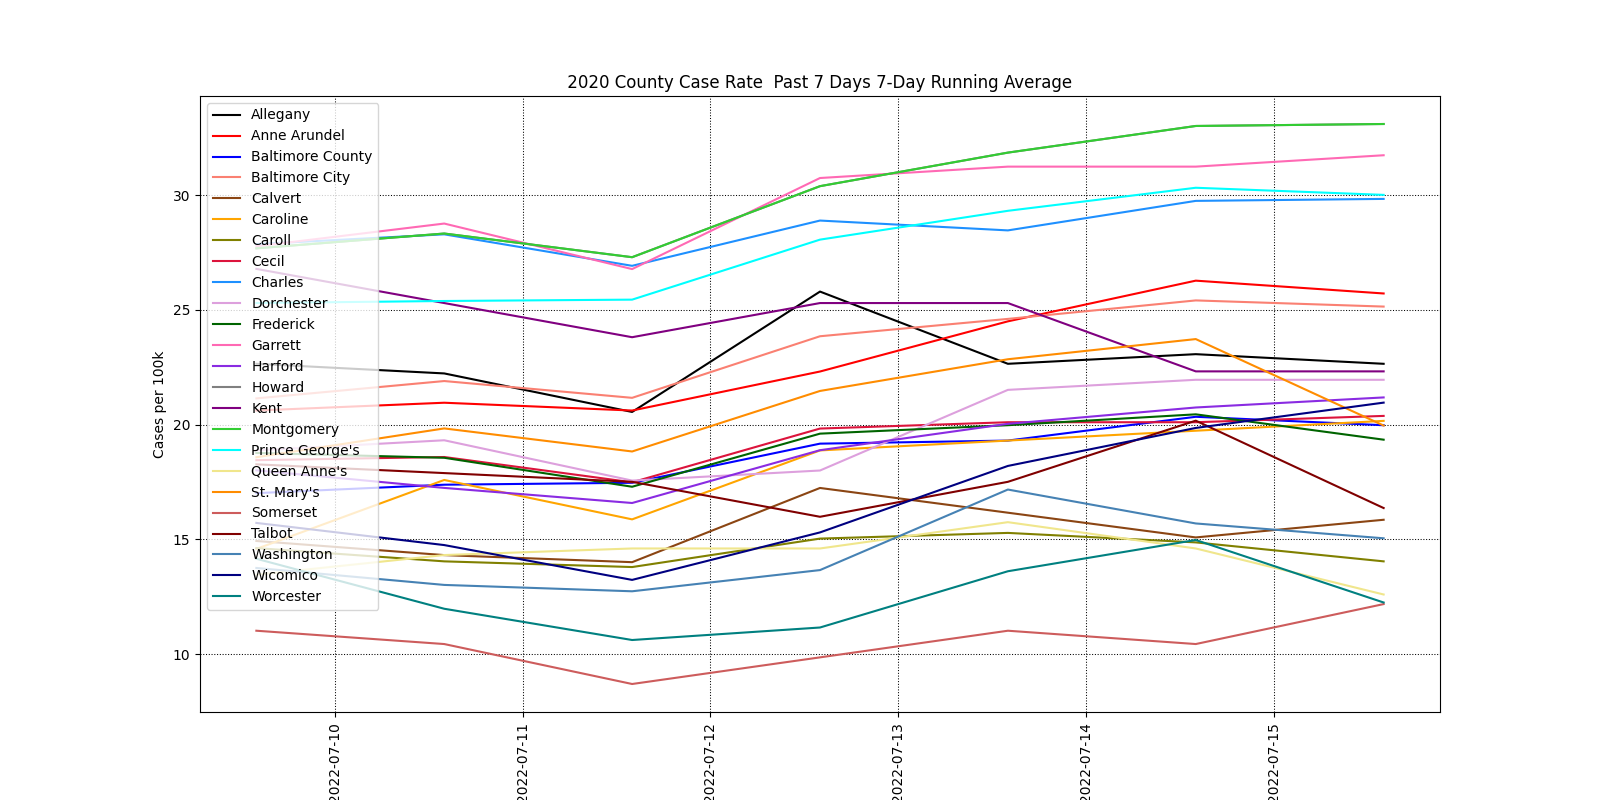 2020 County Case Rate  Past 7 Days 7-Day Running Average
Cases per 100k
30
25
20
15
10
Allegany
Anne Arundel
Baltimore County
Baltimore City
Calvert
Caroline
Caroll
Cecil
Charles
Dorchester
Frederick
Garrett
Harford
Howard
Kent
Montgomery
Prince George's
Queen Anne's
St. Mary's
Somerset
Talbot
Washington
Wicomico
Worcester
2022-07-10
2022-07-11
2022-07-12
2022-07-13
2022-07-14
2022-07-15